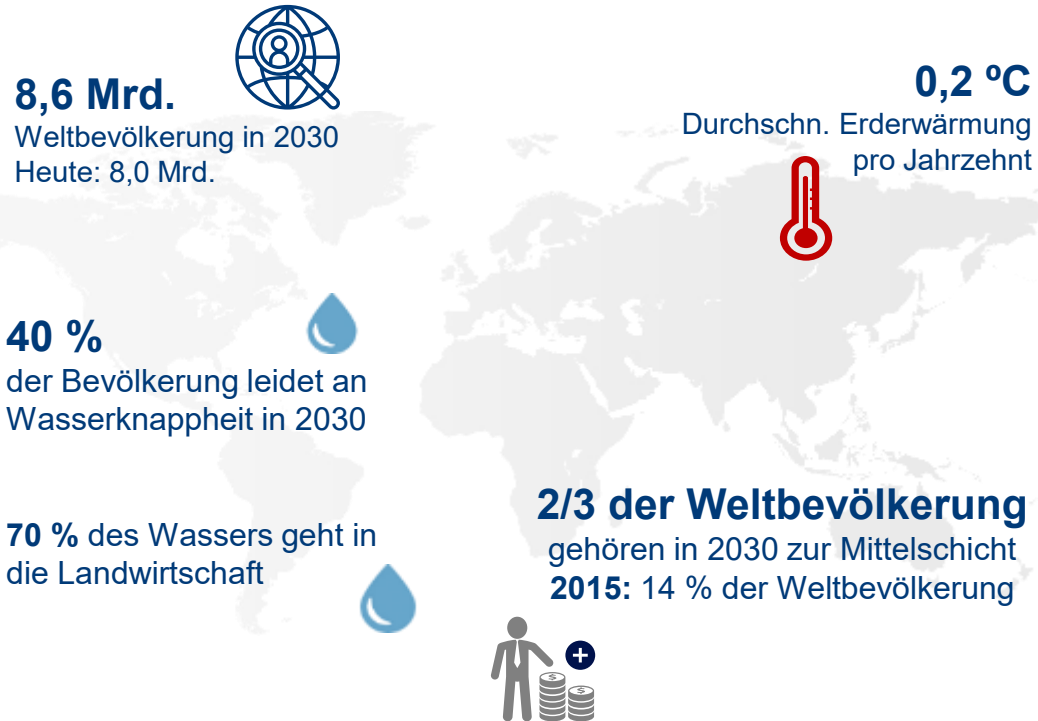 8,6 Mrd.
Weltbevölkerung in 2030
Heute: 8,0 Mrd.
0,2 ºC
Durchschn. Erderwärmung
pro Jahrzehnt
40 %
der Bevölkerung leidet an
Wasserknappheit in 2030
70 % des Wassers geht in
die Landwirtschaft
2/3 der Weltbevölkerung
gehören in 2030 zur Mittelschicht
2015: 14 % der Weltbevölkerung